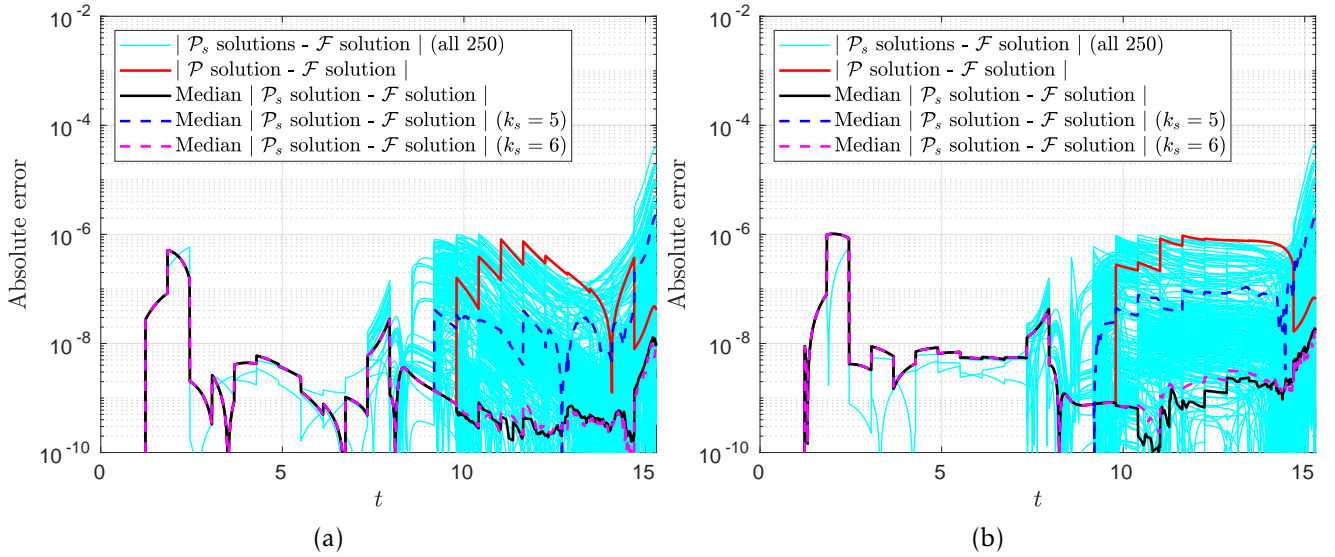 10^-2
10^-4
10^-6
10^-8
10^-10
Absolute error
| 𝒫_s solutions - ℱ solution | (all 250)
| 𝒫 solution - ℱ solution |
Median | 𝒫_s solution - ℱ solution |
Median | 𝒫_s solution - ℱ solution | (k_s = 5)
Median | 𝒫_s solution - ℱ solution | (k_s = 6)
0 5 10 15
t
(a)
10^-2
10^-4
10^-6
10^-8
10^-10
Absolute error
| 𝒫_s solutions - ℱ solution | (all 250)
| 𝒫 solution - ℱ solution |
Median | 𝒫_s solution - ℱ solution |
Median | 𝒫_s solution - ℱ solution | (k_s = 5)
Median | 𝒫_s solution - ℱ solution | (k_s = 6)
0 5 10 15
t
(b)